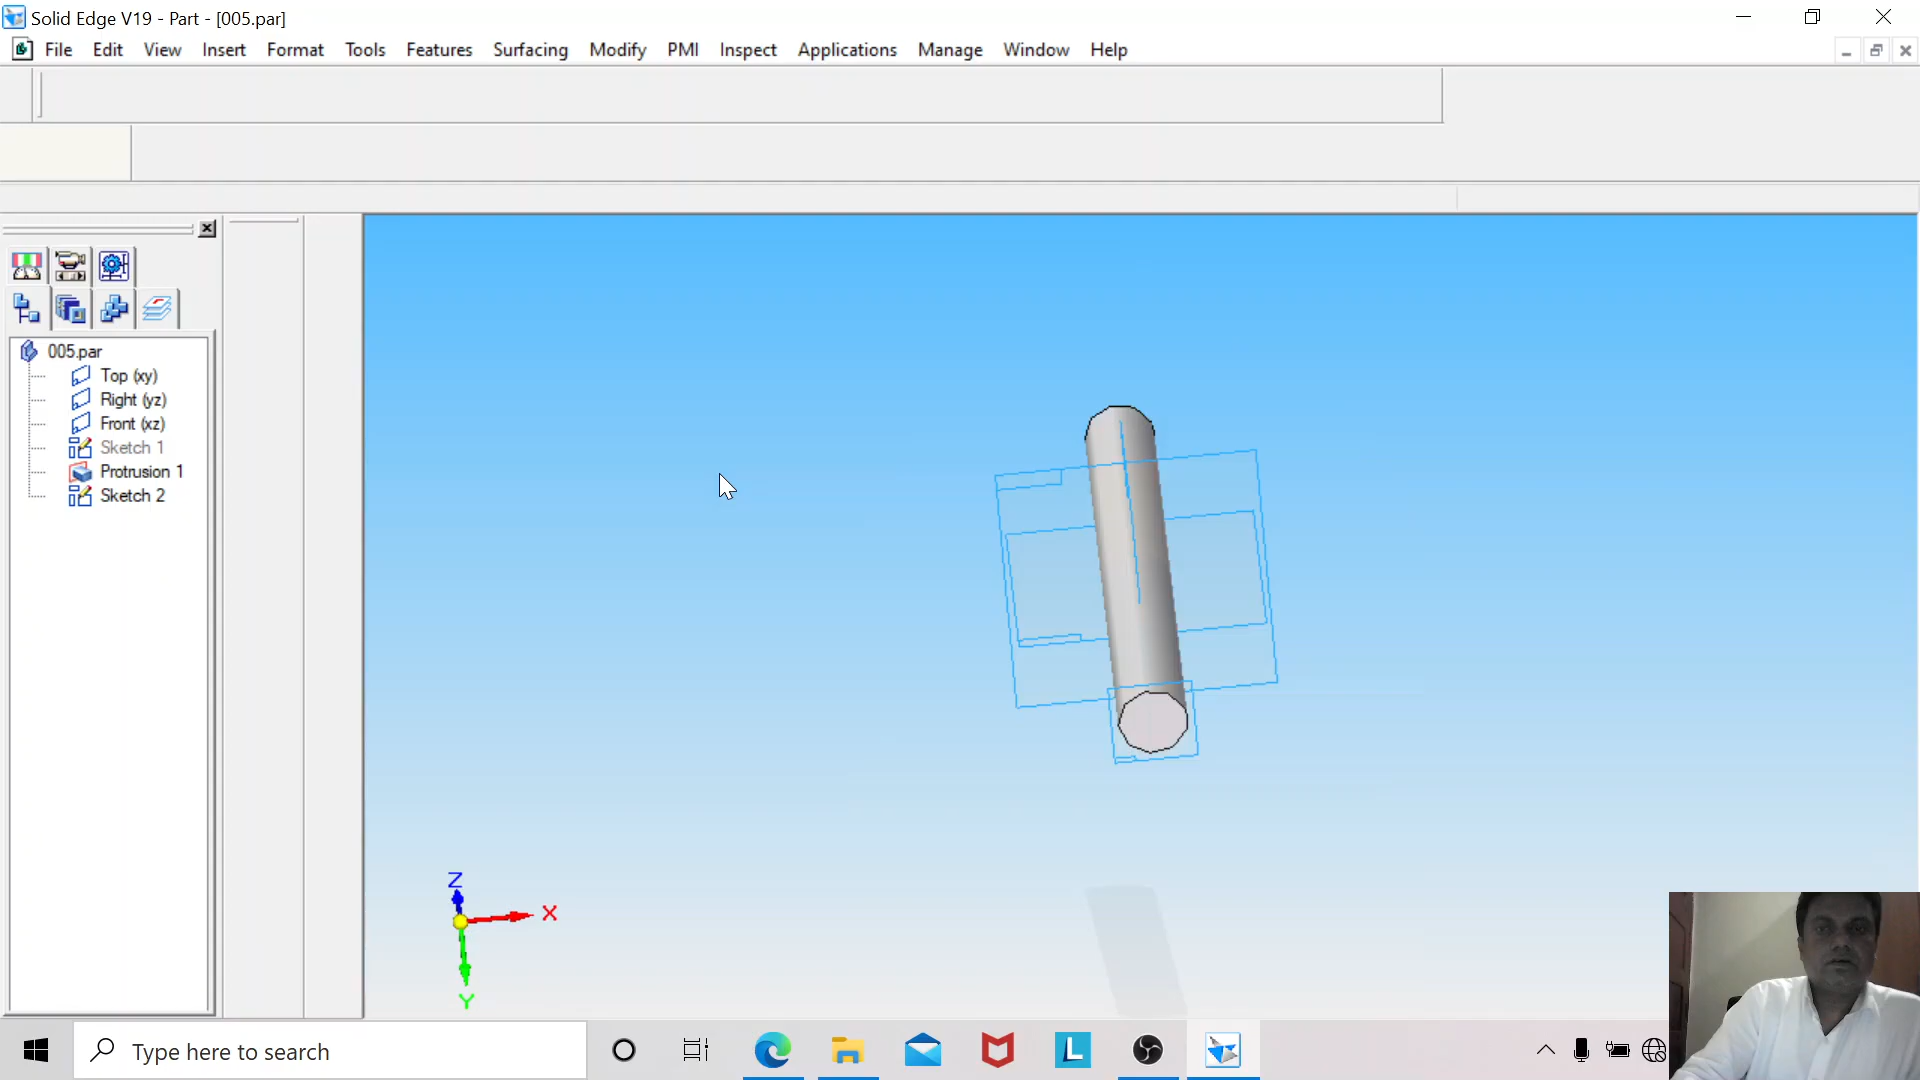 Solid Edge V19 - Part - [005.par]
File Edit View Insert Format Tools Features Surfacing Modify PMI Inspect Applications Manage Window Help
005.par
Top (xy)
Right (yz)
Front (xz)
Sketch 1
Protrusion 1
Sketch 2
Z
X
Y
Type here to search
L